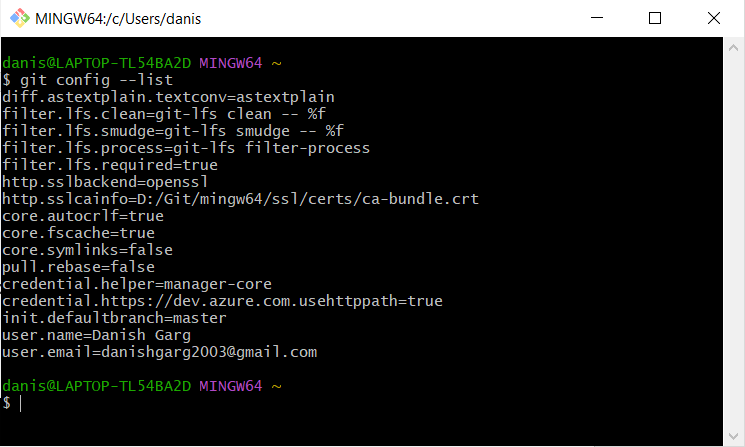 MINGW64:/c/Users/danis
danis@LAPTOP-TL54BA2D MINGW64 ~
$ git config --list
diff.astextplain.textconv=astextplain
filter.lfs.clean=git-lfs clean -- %f
filter.lfs.smudge=git-lfs smudge -- %f
filter.lfs.process=git-lfs filter-process
filter.lfs.required=true
http.sslbackend=openssl
http.sslcainfo=D:/Git/mingw64/ssl/certs/ca-bundle.crt
core.autocrlf=true
core.fscache=true
core.symlinks=false
pull.rebase=false
credential.helper=manager-core
credential.https://dev.azure.com.usehttppath=true
init.defaultbranch=master
user.name=Danish Garg
user.email=danishgarg2003@gmail.com
danis@LAPTOP-TL54BA2D MINGW64 ~
$